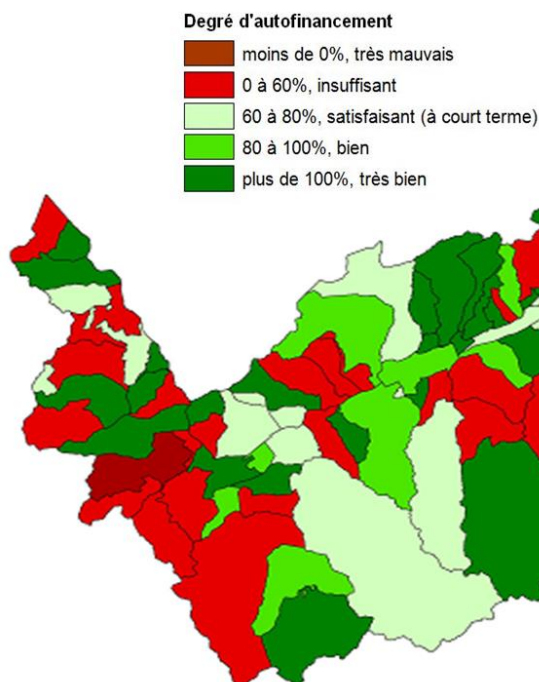 Degré d'autofinancement
moins de 0%, très mauvais
0 à 60%, insuffisant
60 à 80%, satisfaisant (à court terme)
80 à 100%, bien
plus de 100%, très bien